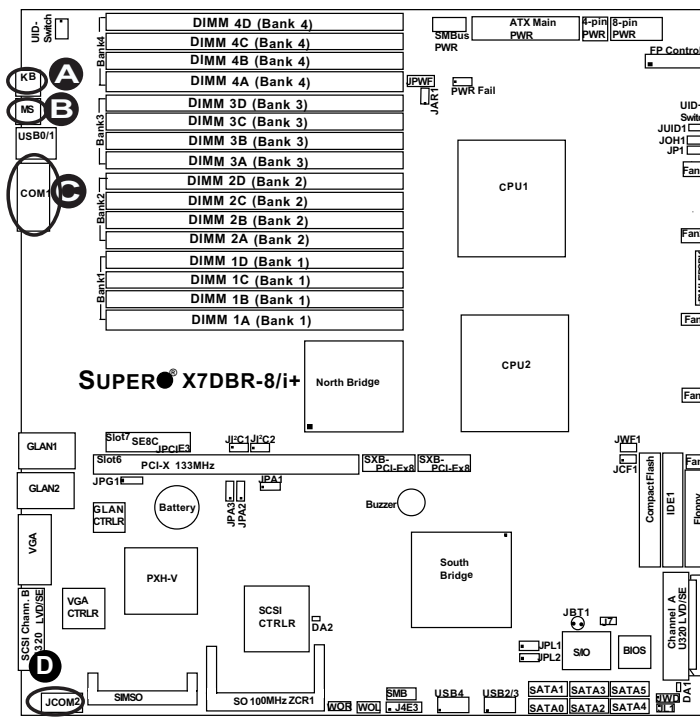 UID-
Switch
KB
A
MS
B
USB0/1
COM1
C
Bank4
DIMM 4D (Bank 4)
DIMM 4C (Bank 4)
DIMM 4B (Bank 4)
DIMM 4A (Bank 4)
Bank3
DIMM 3D (Bank 3)
DIMM 3C (Bank 3)
DIMM 3B (Bank 3)
DIMM 3A (Bank 3)
Bank2
DIMM 2D (Bank 2)
DIMM 2C (Bank 2)
DIMM 2B (Bank 2)
DIMM 2A (Bank 2)
Bank1
DIMM 1D (Bank 1)
DIMM 1C (Bank 1)
DIMM 1B (Bank 1)
DIMM 1A (Bank 1)
SMBus
PWR
ATX Main
PWR
4-pin
PWR
8-pin
PWR
FP Control
JPWF
JAR1
PWR Fail
UID-
JUID1
JOH1
JP1
Fan
CPU1
Fan
CPU2
Fan
Fan
SUPER® X7DBR-8/i+
North Bridge
GLAN1
GLAN2
VGA
SCSI Chann. B
U320 LVD/SE
D
JCOM2
Slot7
SE8C
JPCIE3
JI²C1
JI²C2
Slot6
PCI-X 133MHz
SXB-
PCI-Ex8
SXB-
PCI-Ex8
JPG1
JPA3
JPA2
JPA1
GLAN
CTRLR
Battery
Buzzer
JWF1
JCF1
CompactFlash
IDE1
Floppy
Fan
PXH-V
VGA
CTRLR
SCSI
CTRLR
DA2
South
Bridge
JBT1
J7
Channel A
U320 LVD/SE
JPL1
JPL2
S/IO
BIOS
SIMSO
SO 100MHz ZCR1
WOR
WOL
SMB
J4E3
USB4
USB2/3
SATA1
SATA3
SATA5
SATA0
SATA2
SATA4
JWD
JL1
DA1